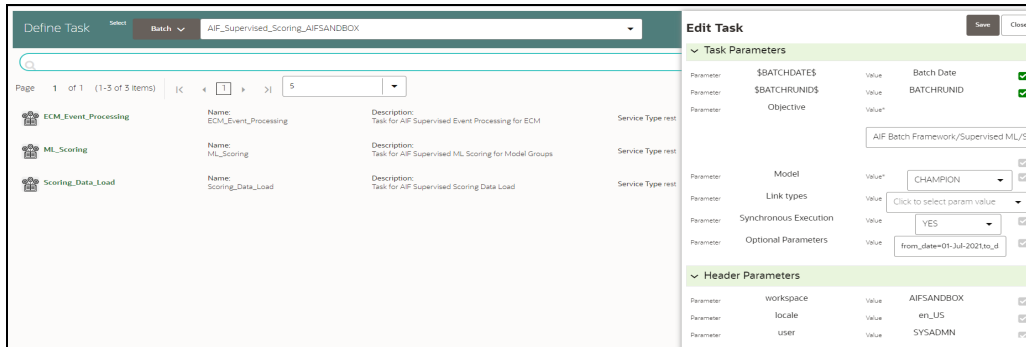 Define Task Select Batch AIF_Supervised_Scoring_AIFSANDBOX
Page 1 of 1 (1-3 of 3 items) 1 5
ECM_Event_Processing
Name:
ECM_Event_Processing
Description:
Task for AIF Supervised Event Processing for ECM
Service Type rest
ML_Scoring
Name:
ML_Scoring
Description:
Task for AIF Supervised ML Scoring for Model Groups
Service Type rest
Scoring_Data_Load
Name:
Scoring_Data_Load
Description:
Task for AIF Supervised Scoring Data Load
Service Type rest
Edit Task Save Close
Task Parameters
Parameter $BATCHDATE$ Value Batch Date
Parameter $BATCHRUNID$ Value BATCHRUNID
Parameter Objective Value*
AIF Batch Framework/Supervised ML/S
Parameter Model Value* CHAMPION
Parameter Link types Value Click to select param value
Parameter Synchronous Execution Value YES
Parameter Optional Parameters Value from_date=01-Jul-2021,to_d
Header Parameters
Parameter workspace Value AIFSANDBOX
Parameter locale Value en_US
Parameter user Value SYSADMN